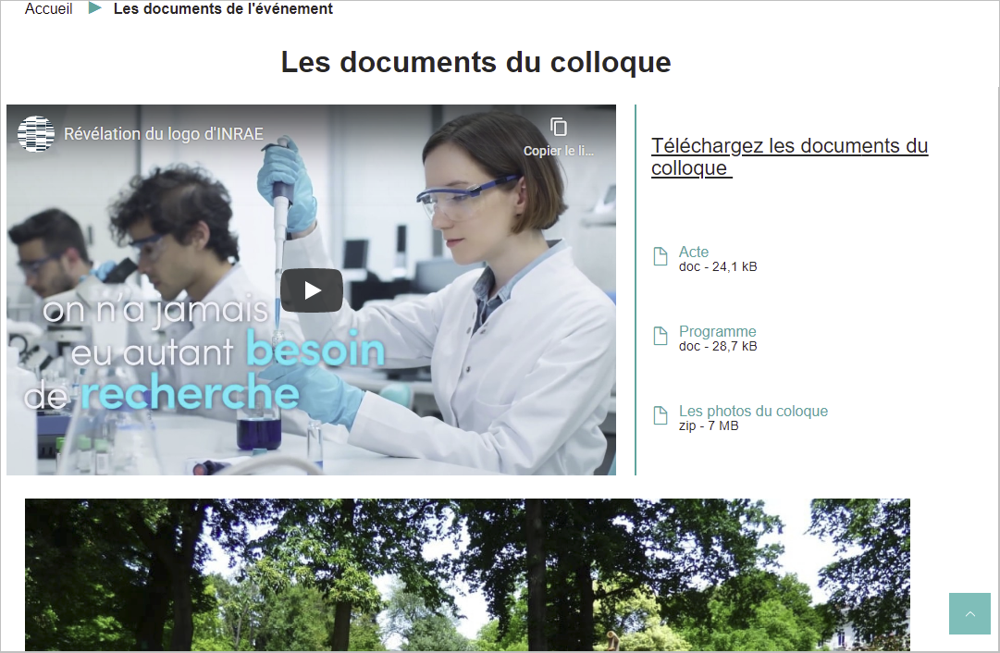 Accueil Les documents de l'événement
Les documents du colloque
Révélation du logo d'INRAE
Copier le li...
on n'a jamais
eu autant besoin
de recherche
Téléchargez les documents du
colloque
Acte
doc - 24,1 kB
Programme
doc - 28,7 kB
Les photos du coloque
zip - 7 MB